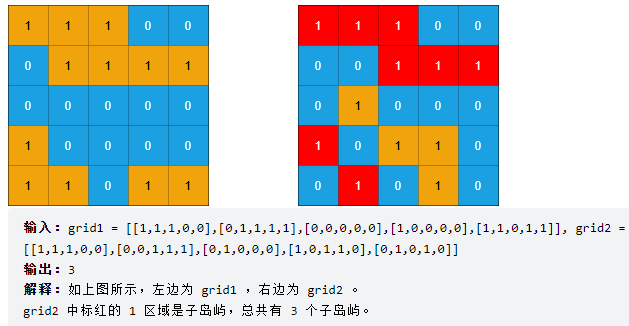 1 1 1 0 0 1 1 1 0 0
0 1 1 1 1 0 0 1 1 1
0 0 0 0 0 0 1 0 0 0
1 0 0 0 0 1 0 1 1 0
1 1 0 1 1 0 1 0 1 0
输入：grid1 = [[1,1,1,0,0],[0,1,1,1,1],[0,0,0,0,0],[1,0,0,0,0],[1,1,0,1,1]], grid2 =
[[1,1,1,0,0],[0,0,1,1,1],[0,1,0,0,0],[1,0,1,1,0],[0,1,0,1,0]]
输出：3
解释：如上图所示，左边为 grid1 ，右边为 grid2 。
grid2 中标红的 1 区域是子岛屿，总共有 3 个子岛屿。